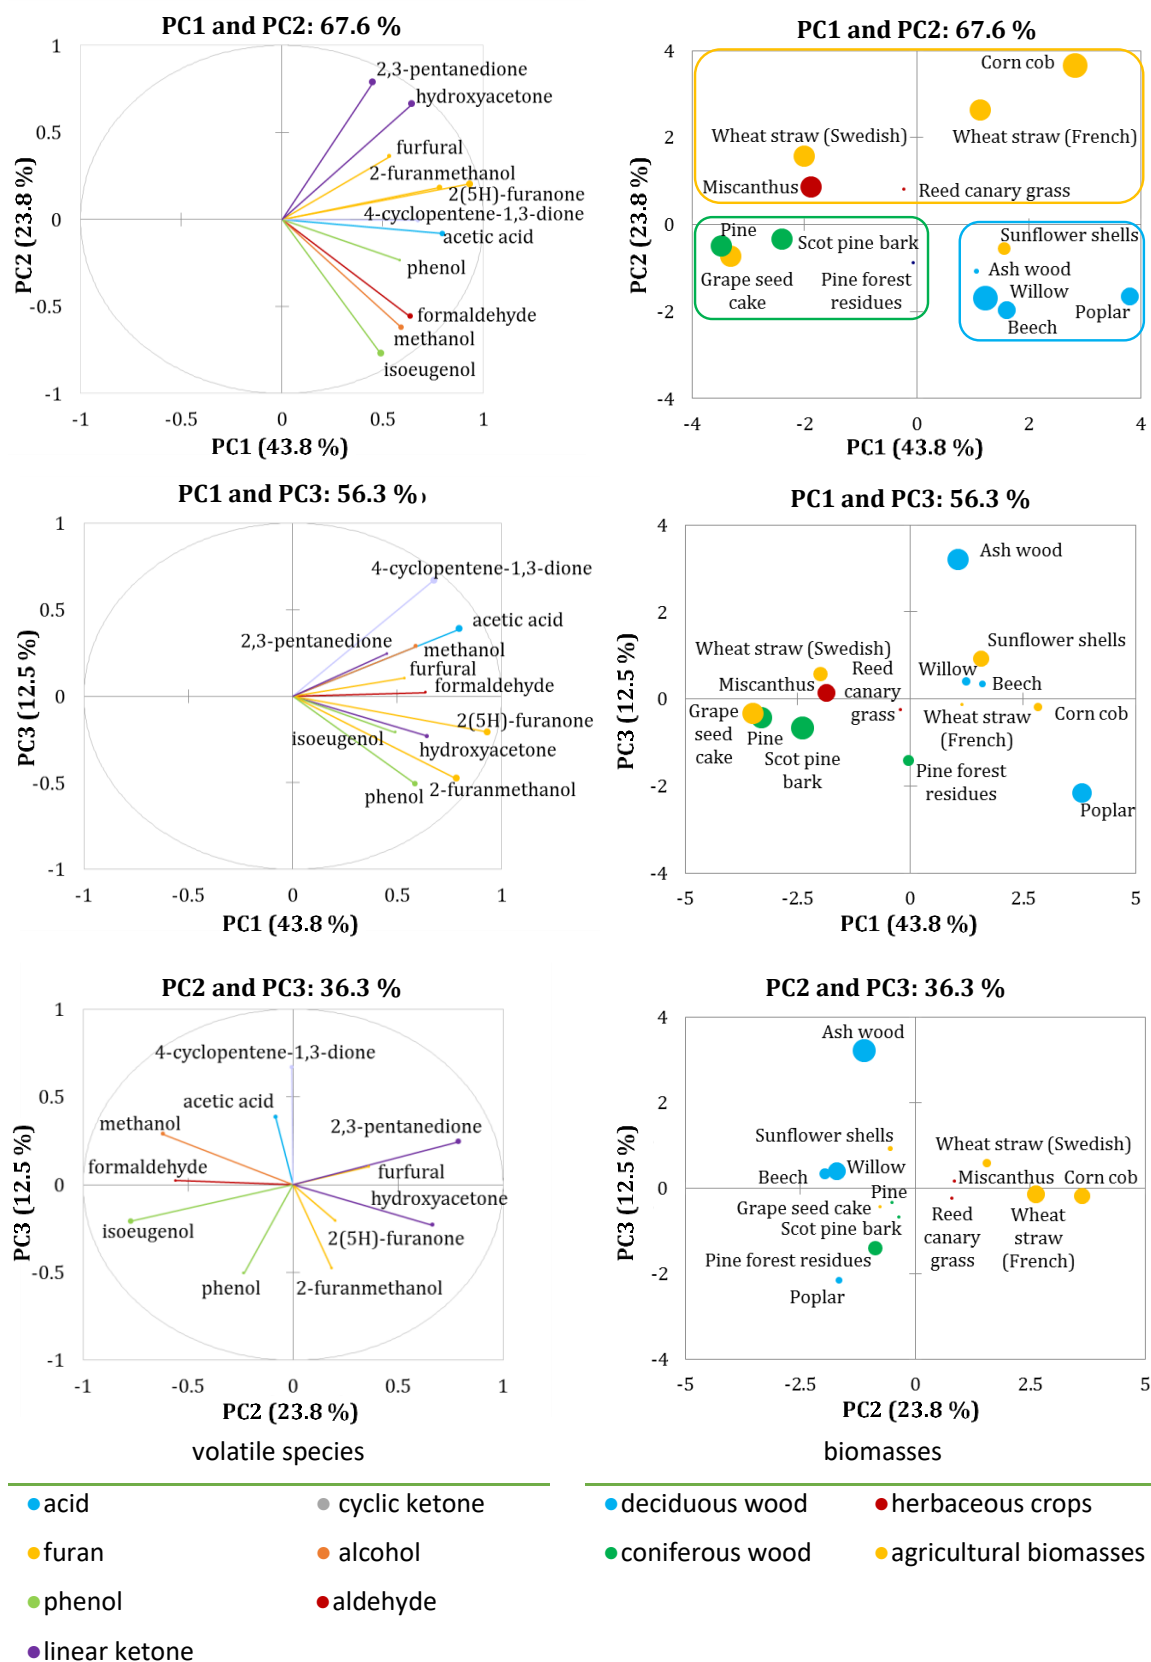 PC1 and PC2: 67.6 %
1
0.5
0
-0.5
-1
PC2 (23.8 %)
2,3-pentanedione
hydroxyacetone
furfural
2-furanmethanol
2(5H)-furanone
4-cyclopentene-1,3-dione
acetic acid
phenol
formaldehyde
methanol
isoeugenol
-1
-0.5
0
0.5
1
PC1 (43.8 %)
PC1 and PC2: 67.6 %
4
2
0
-2
-4
PC2 (23.8 %)
Corn cob
Wheat straw (Swedish)
Wheat straw (French)
Miscanthus
Reed canary grass
Pine
Scot pine bark
Grape seed
cake
Pine forest
residues
Sunflower shells
Ash wood
Willow
Poplar
Beech
-4
-2
0
2
4
PC1 (43.8 %)
PC1 and PC3: 56.3 %)
1
0.5
0
-0.5
-1
PC3 (12.5 %)
4-cyclopentene-1,3-dione
acetic acid
2,3-pentanedione
methanol
furfural
formaldehyde
2(5H)-furanone
isoeugenol
hydroxyacetone
phenol
2-furanmethanol
-1
-0.5
0
0.5
1
PC1 (43.8 %)
PC1 and PC3: 56.3 %
4
2
0
-2
-4
PC3 (12.5 %)
Ash wood
Sunflower shells
Wheat straw (Swedish)
Reed
canary
grass
Willow
Beech
Miscanthus
Grape
seed
cake
Pine
Scot pine
bark
Wheat straw
(French)
Corn cob
Pine forest
residues
Poplar
-5
-2.5
0
2.5
5
PC1 (43.8 %)
PC2 and PC3: 36.3 %
1
0.5
0
-0.5
-1
PC3 (12.5 %)
4-cyclopentene-1,3-dione
acetic acid
methanol
2,3-pentanedione
formaldehyde
furfural
hydroxyacetone
isoeugenol
2(5H)-furanone
phenol
2-furanmethanol
-1
-0.5
0
0.5
1
PC2 (23.8 %)
PC2 and PC3: 36.3 %
4
2
0
-2
-4
PC3 (12.5 %)
Ash wood
Sunflower shells
Wheat straw (Swedish)
Beech
Willow
Miscanthus
Corn cob
Pine
Grape seed cake
Scot pine bark
Reed
canary
grass
Wheat
straw
(French)
Pine forest residues
Poplar
-5
-2.5
0
2.5
5
PC2 (23.8 %)
volatile species
acid
cyclic ketone
furan
alcohol
phenol
aldehyde
linear ketone
biomasses
deciduous wood
herbaceous crops
coniferous wood
agricultural biomasses